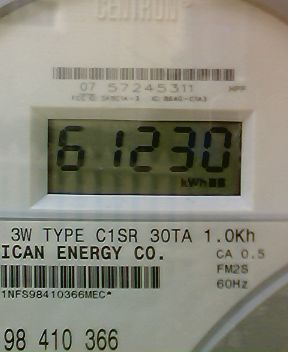 CENTRON
07 57245311
61230
kWh
3W TYPE C1SR 30TA 1.0Kh
ICAN ENERGY CO.
CA 0.5
FM2S
60Hz
1NFS98410366MEC*
98 410 366